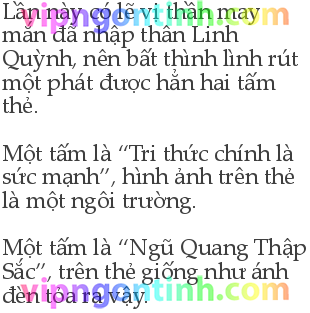 Lần này có lẽ vị thần may
vipngontinh.com
mắn đã nhập thân Linh
Quỳnh, nên bất thình lình rút
một phát được hẳn hai tấm
thẻ.
Một tấm là “Tri thức chính là
sức mạnh”, hình ảnh trên thẻ
là một ngôi trường.
Một tấm là “Ngũ Quang Thập
Sắc”, trên thẻ giống như ánh
vipngontinh.com
đèn tỏa ra vậy.